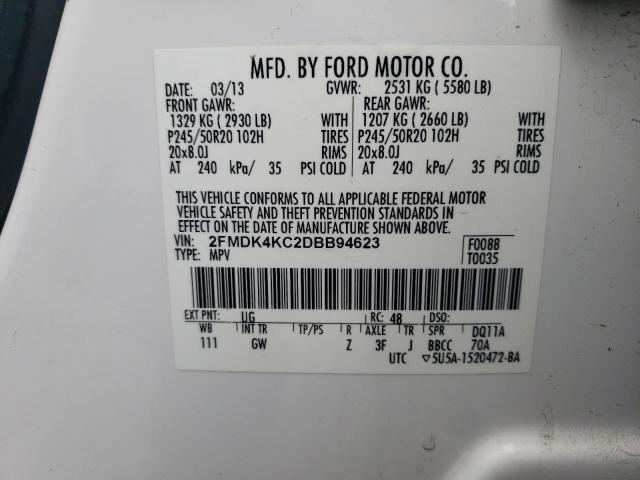 MFD. BY FORD MOTOR CO.
DATE: 03/13 GVWR: 2531 KG ( 5580 LB)
FRONT GAWR: REAR GAWR:
1329 KG ( 2930 LB) WITH 1207 KG ( 2660 LB) WITH
P245/50R20 102H TIRES P245/50R20 102H TIRES
20x8.0J RIMS 20x8.0J RIMS
AT 240 kPa/ 35 PSI COLD AT 240 kPa/ 35 PSI COLD
THIS VEHICLE CONFORMS TO ALL APPLICABLE FEDERAL MOTOR
VEHICLE SAFETY AND THEFT PREVENTION STANDARDS IN
EFFECT ON THE DATE OF MANUFACTURE SHOWN ABOVE.
VIN: 2FMDK4KC2DBB94623 F0088
TYPE: MPV T0035
EXT PNT: UG RC: 48 DSO:
WB INT TR TP/PS R AXLE TR SPR DQ11A
111 GW Z 3F J BBCC 70A
UTC ▽5U5A-1520472-BA